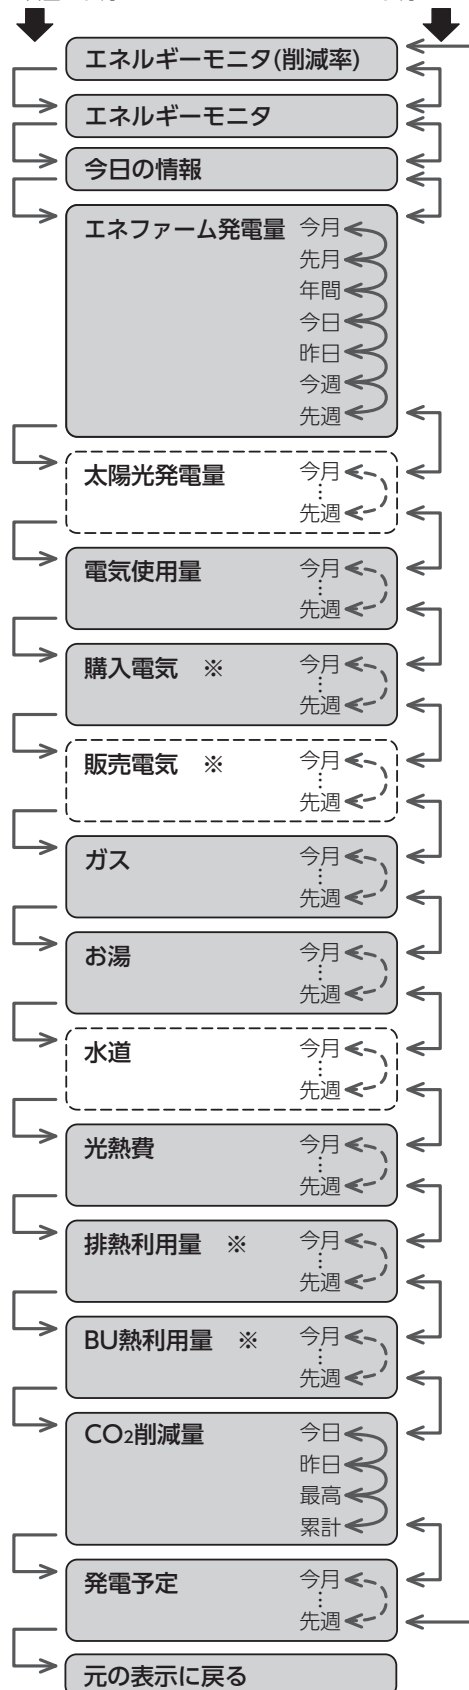 エネルギーモニタ(削減率)
エネルギーモニタ
今日の情報
エネファーム発電量 今月
先月
年間
今日
昨日
今週
先週
太陽光発電量 今月
⋮
先週
電気使用量 今月
⋮
先週
購入電気 ※ 今月
⋮
先週
販売電気 ※ 今月
⋮
先週
ガス 今月
⋮
先週
お湯 今月
⋮
先週
水道 今月
⋮
先週
光熱費 今月
⋮
先週
排熱利用量 ※ 今月
⋮
先週
BU熱利用量 ※ 今月
⋮
先週
CO2削減量 今日
昨日
最高
累計
発電予定 今月
⋮
先週
元の表示に戻る